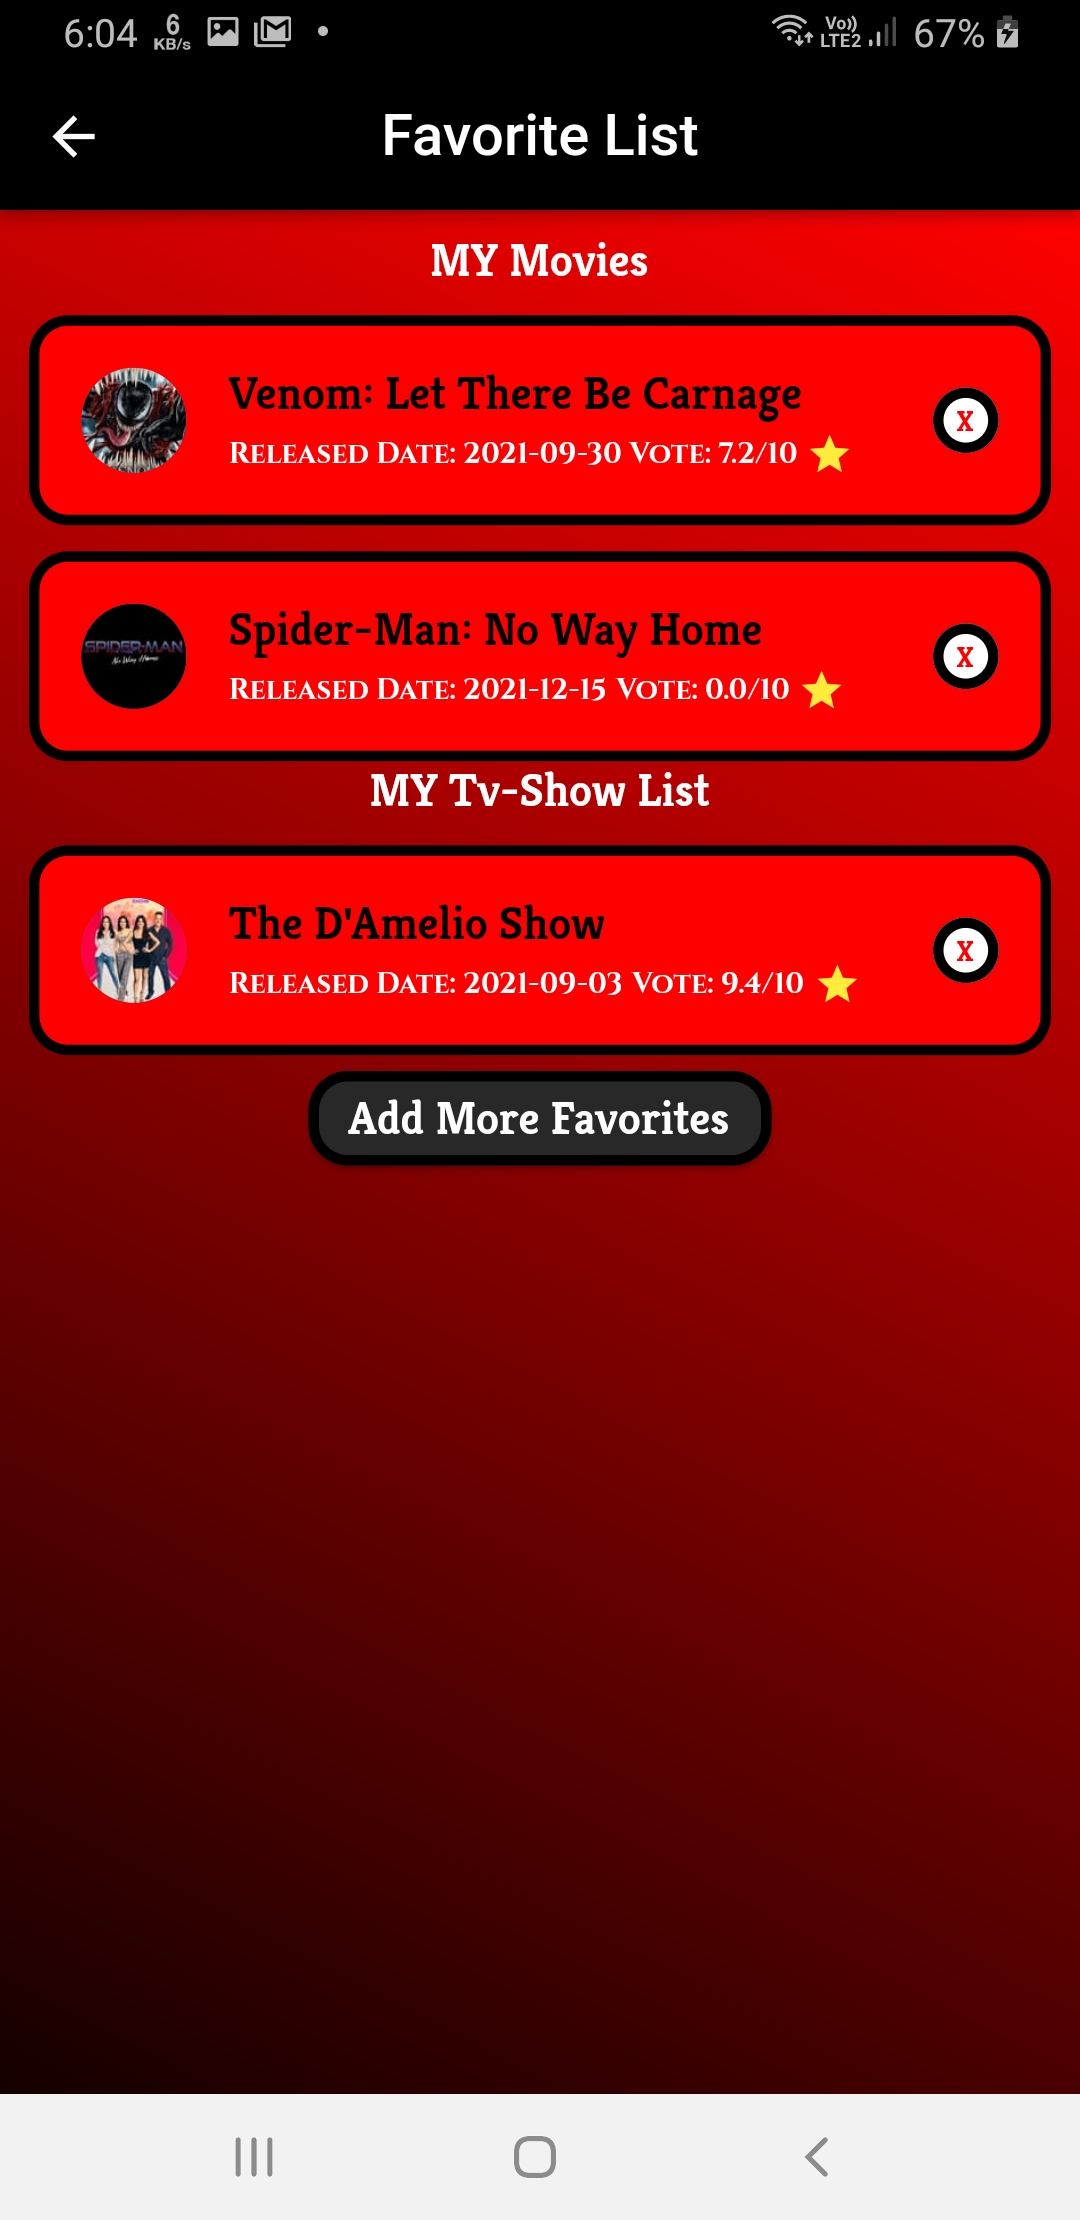 6:04 6 KB/s Vo)) LTE2 67%
Favorite List
MY Movies
Venom: Let There Be Carnage
Released Date: 2021-09-30 Vote: 7.2/10
X
Spider-Man: No Way Home
SPIDER-MAN
No Way Home
Released Date: 2021-12-15 Vote: 0.0/10
X
MY Tv-Show List
The D'Amelio Show
Released Date: 2021-09-03 Vote: 9.4/10
X
Add More Favorites